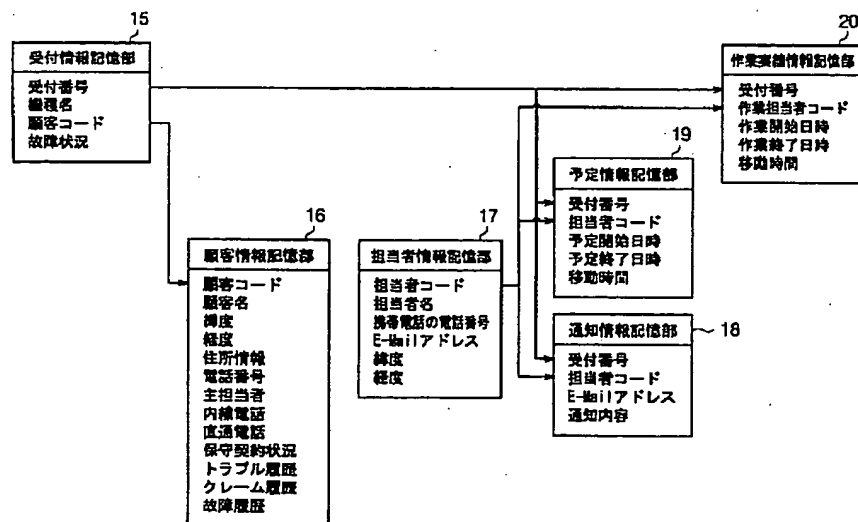 15
受付情報記憶部
受付番号
機種名
顧客コード
故障状況
20
作業実績情報記憶部
受付番号
作業担当者コード
作業開始日時
作業終了日時
移動時間
19
予定情報記憶部
受付番号
担当者コード
予定開始日時
予定終了日時
移動時間
16
顧客情報記憶部
顧客コード
顧客名
緯度
経度
住所情報
電話番号
主担当者
内線電話
直通電話
保守契約状況
トラブル履歴
クレーム履歴
故障履歴
17
担当者情報記憶部
担当者コード
担当者名
携帯電話の電話番号
E-Mailアドレス
緯度
経度
18
通知情報記憶部
受付番号
担当者コード
E-Mailアドレス
通知内容